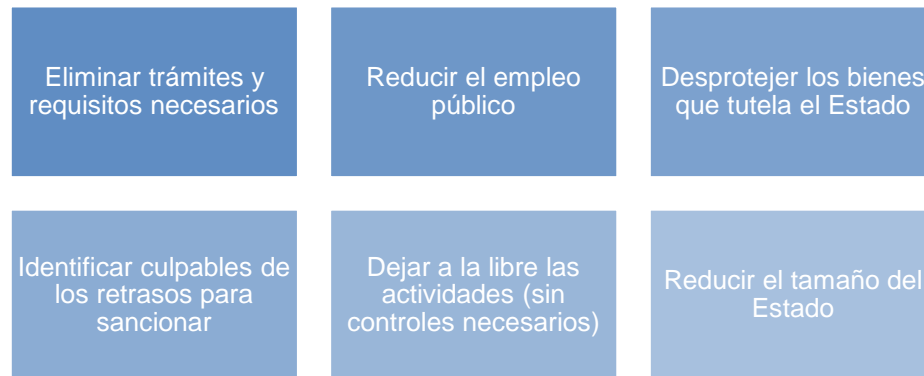 Eliminar trámites y
requisitos necesarios
Reducir el empleo
público
Desprotejer los bienes
que tutela el Estado
Identificar culpables de
los retrasos para
sancionar
Dejar a la libre las
actividades (sin
controles necesarios)
Reducir el tamaño del
Estado